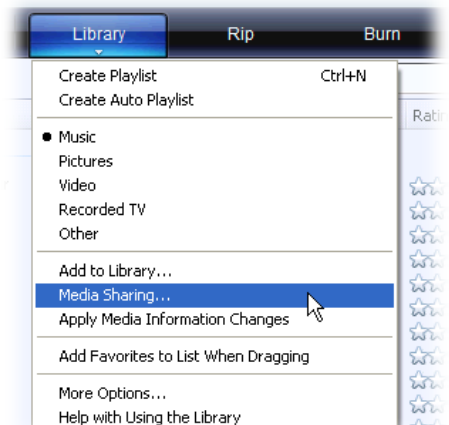 Library Rip Burn
Create Playlist Ctrl+N
Create Auto Playlist
Music
Pictures
Video
Recorded TV
Other
Add to Library...
Media Sharing...
Apply Media Information Changes
Add Favorites to List When Dragging
More Options...
Help with Using the Library